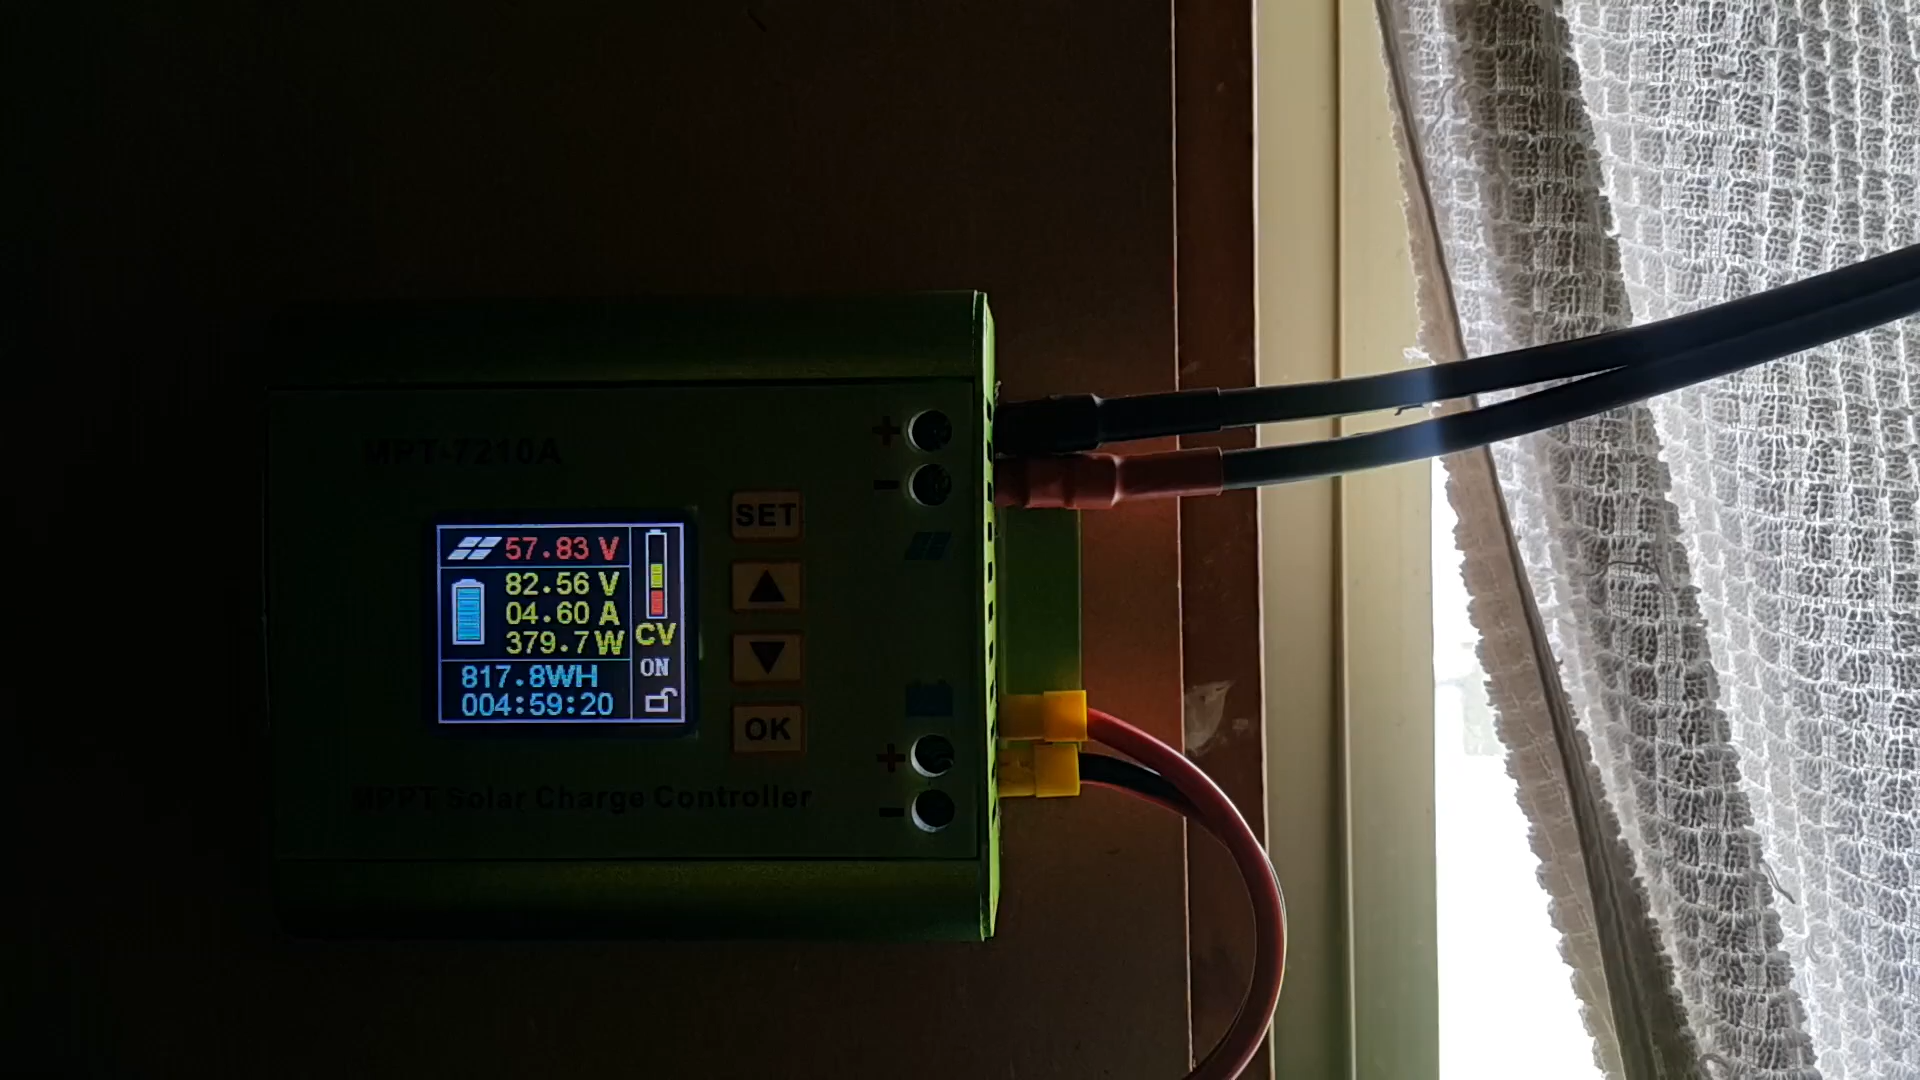 MPT-7210A
+
-
SET
57.83 V
82.56 V
04.60 A
379.7 W
CV
ON
817.8WH
004:59:20
OK
+
-
MPPT Solar Charge Controller